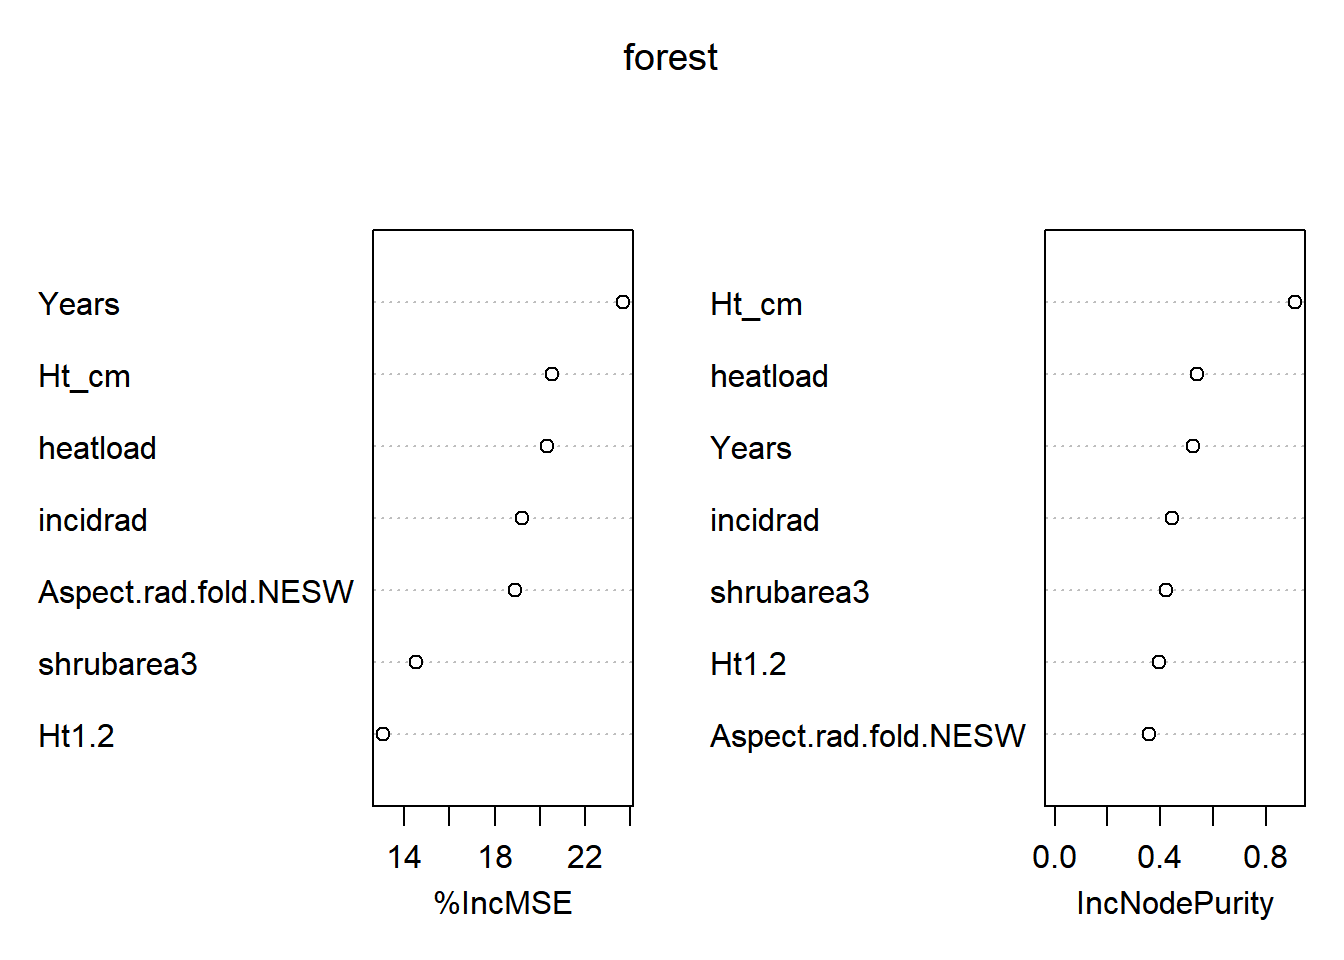 forest
Years
Ht_cm
heatload
incidrad
Aspect.rad.fold.NESW
shrubarea3
Ht1.2
14 18 22
%IncMSE
Ht_cm
heatload
Years
incidrad
shrubarea3
Ht1.2
Aspect.rad.fold.NESW
0.0 0.4 0.8
IncNodePurity